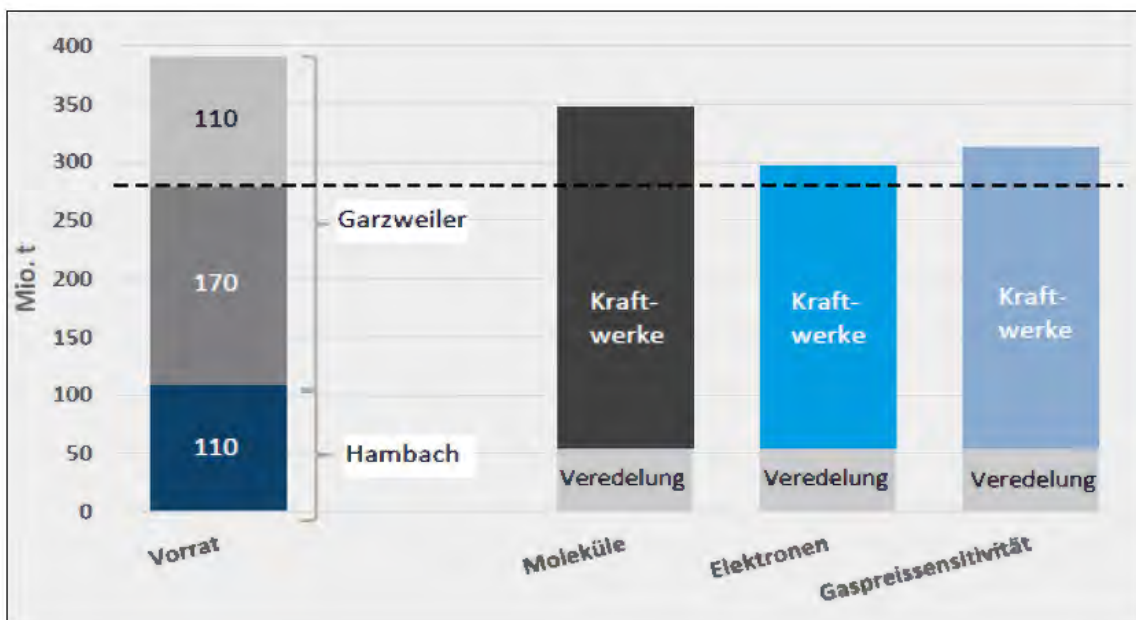 400
350
300
250
200
150
100
50
0
Mio. t
110
170
110
Garzweiler
Hambach
Kraft-
werke
Kraft-
werke
Kraft-
werke
Veredelung
Veredelung
Veredelung
Vorrat
Moleküle
Elektronen
Gaspreissensitivität